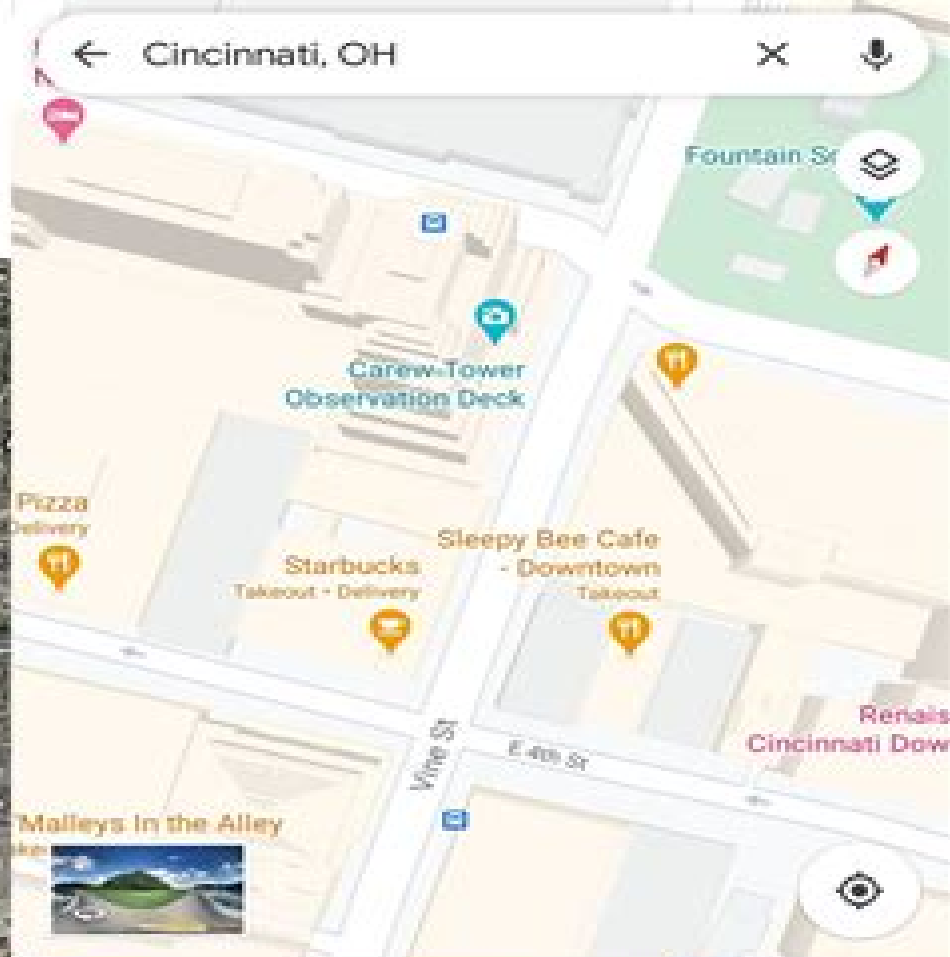 Cincinnati, OH
Fountain
Carew Tower
Observation Deck
Pizza
Delivery
Sleepy Bee Cafe
- Downtown
Takeout
Starbucks
Takeout • Delivery
Renais
Cincinnati Dow
Vine St
E 4th St
Malleys In the Alley